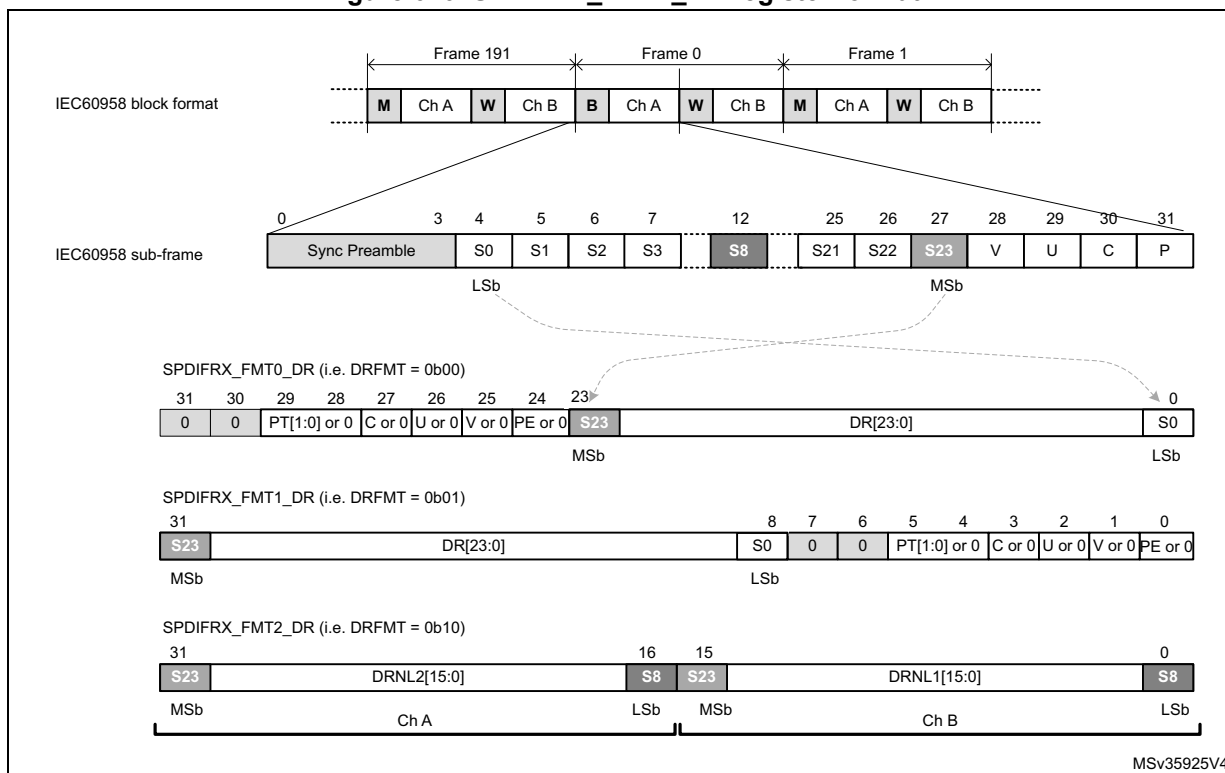 Frame 191 Frame 0 Frame 1
IEC60958 block format M Ch A W Ch B B Ch A W Ch B M Ch A W Ch B
0 3 4 5 6 7 12 25 26 27 28 29 30 31
IEC60958 sub-frame Sync Preamble S0 S1 S2 S3 S8 S21 S22 S23 V U C P
LSb MSb
SPDIFRX_FMT0_DR (i.e. DRFMT = 0b00)
31 30 29 28 27 26 25 24 23 0
0 0 PT[1:0] or 0 C or 0 U or 0 V or 0 PE or 0 S23 DR[23:0] S0
MSb LSb
SPDIFRX_FMT1_DR (i.e. DRFMT = 0b01)
31 8 7 6 5 4 3 2 1 0
S23 DR[23:0] S0 0 0 PT[1:0] or 0 C or 0 U or 0 V or 0 PE or 0
MSb LSb
SPDIFRX_FMT2_DR (i.e. DRFMT = 0b10)
31 16 15 0
S23 DRNL2[15:0] S8 S23 DRNL1[15:0] S8
MSb LSb MSb LSb
Ch A Ch B
MSv35925V4